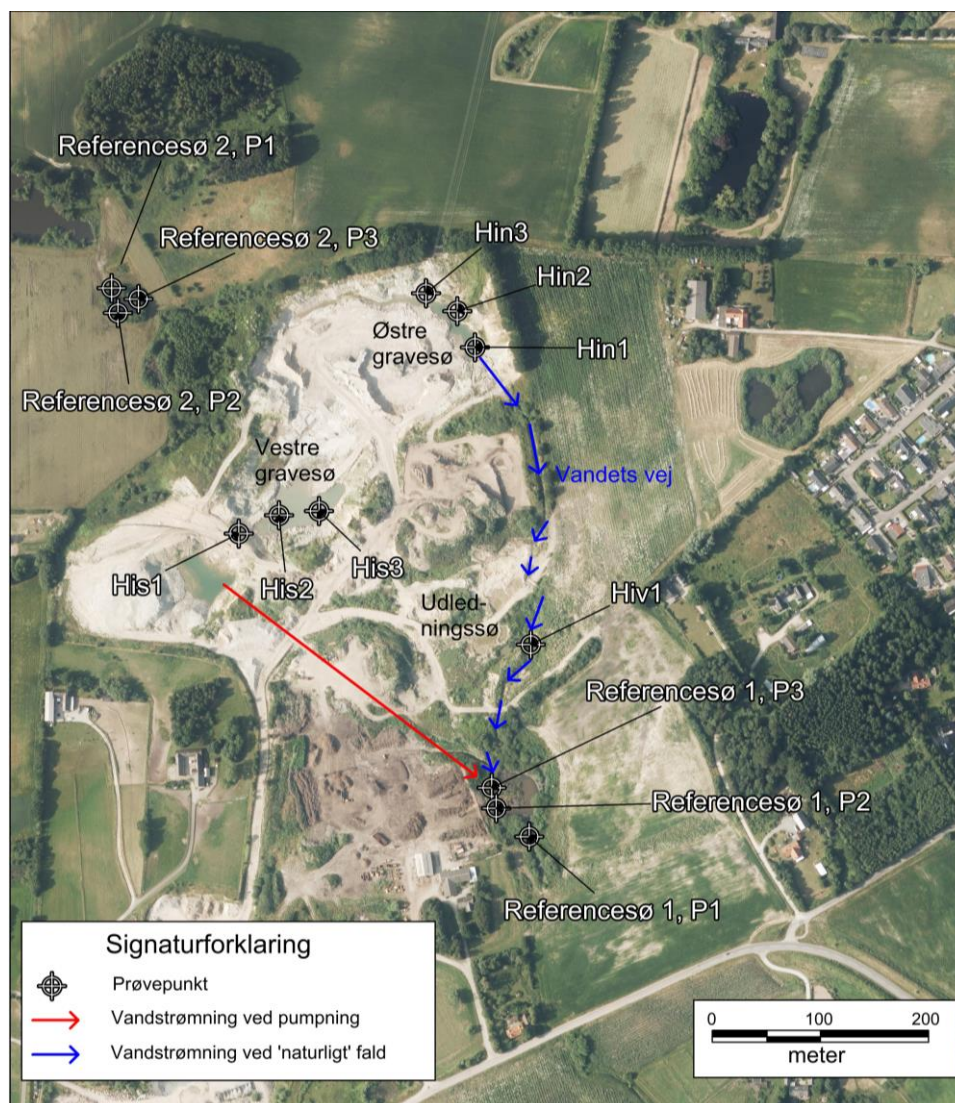 Referencesø 2, P1
Referencesø 2, P3
Hin3
Hin2
Østre
gravesø
Hin1
Referencesø 2, P2
Vestre
gravesø
Vandets vej
His1
His2
His3
Udled-
ningssø
Hiv1
Referencesø 1, P3
Referencesø 1, P2
Referencesø 1, P1
Signaturforklaring
Prøvepunkt
Vandstrømning ved pumpning
Vandstrømning ved 'naturligt' fald
0 100 200
meter